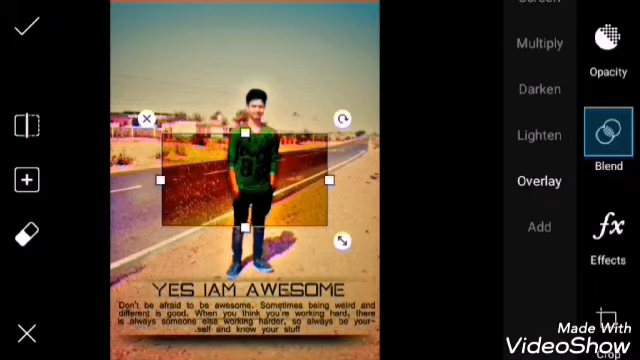 Screen
Multiply
Opacity
Darken
Lighten
Blend
Overlay
Add
Effects
YES IAM AWESOME
Don't be afraid to be awesome. Sometimes being weird and
different is good. When you think you're working hard, there
is always someone else working harder, so always be your-
.self and know your stuff
Made With
VideoShow
Crop